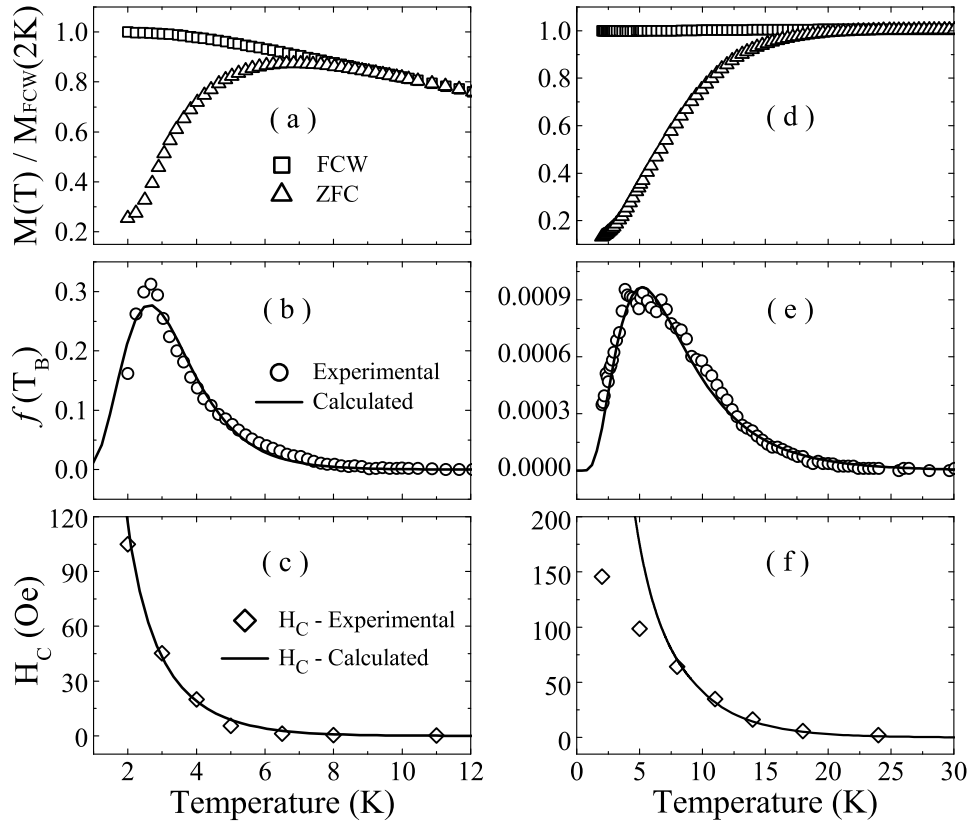 M(T) / MFCW(2K)
1.0
0.8
0.6
0.4
0.2
( a )
FCW
ZFC
1.0
0.8
0.6
0.4
0.2
( d )
f(TB)
0.3
0.2
0.1
0.0
( b )
Experimental
Calculated
0.0009
0.0006
0.0003
0.0000
( e )
HC (Oe)
120
90
60
30
0
( c )
HC - Experimental
HC - Calculated
2 4 6 8 10 12
Temperature (K)
200
150
100
50
0
( f )
0 5 10 15 20 25 30
Temperature (K)